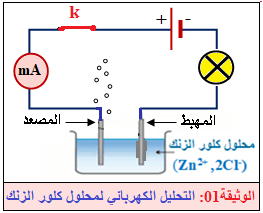 k
+ -
mA
المصعد
المهبط
محلول كلور الزنك
(Zn²⁺ ,2Cl⁻)
الوثيقة01: التحليل الكهربائي لمحلول كلور الزنك